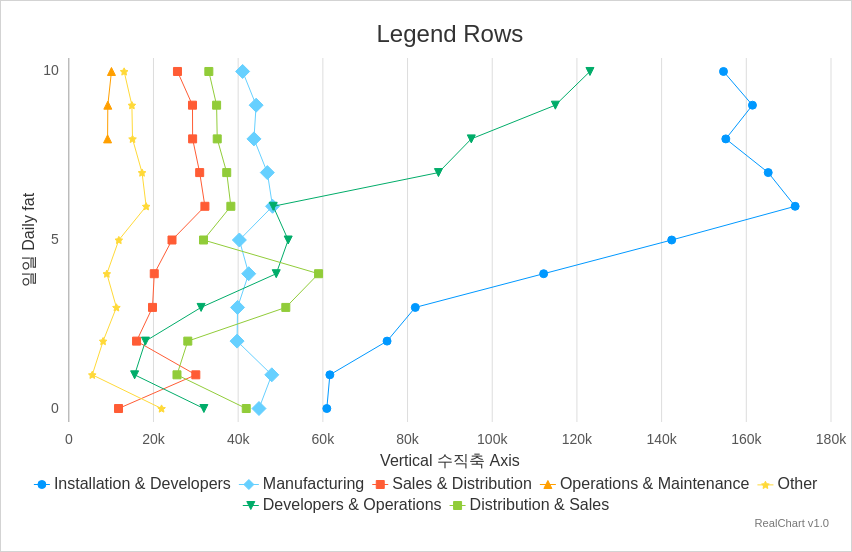 Legend Rows
10
5
0
일일 Daily fat
0 20k 40k 60k 80k 100k 120k 140k 160k 180k
Vertical 수직축 Axis
Installation & Developers Manufacturing Sales & Distribution Operations & Maintenance Other
Developers & Operations Distribution & Sales
RealChart v1.0